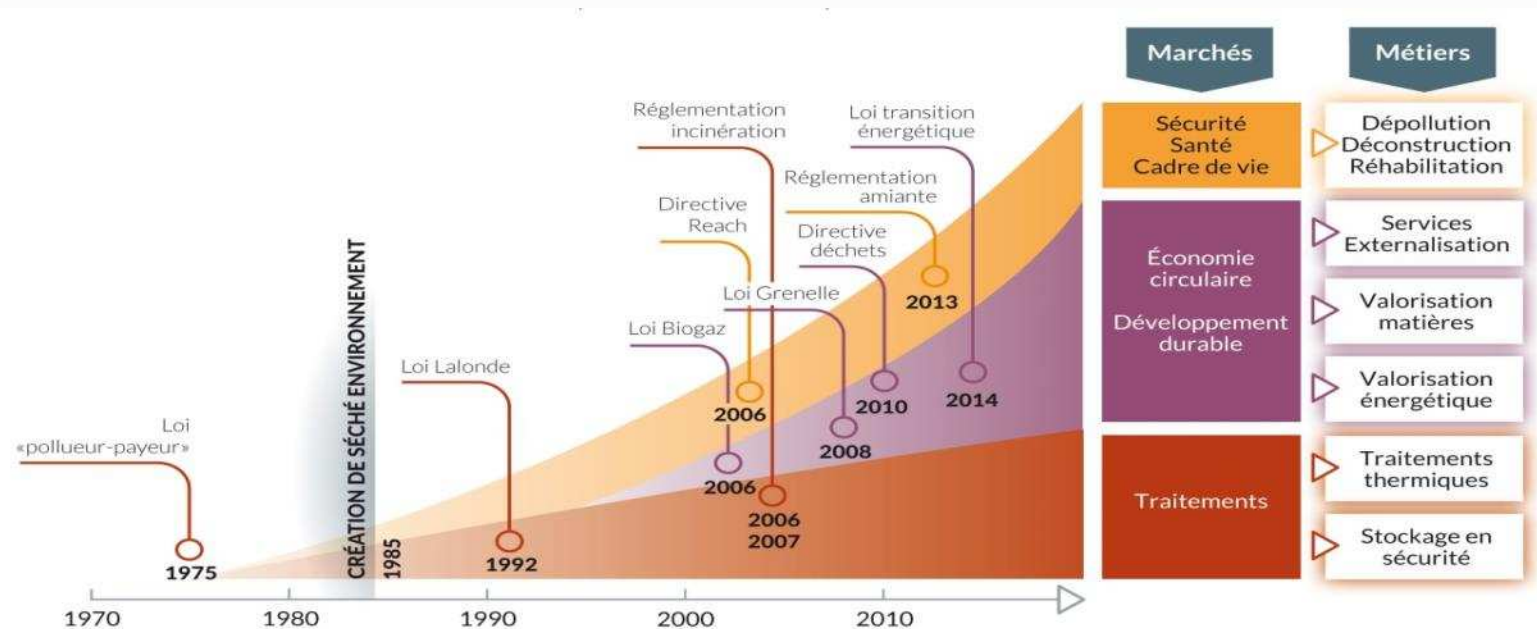 Marchés
Métiers
Réglementation
incinération
Loi transition
énergétique
Réglementation
amiante
Directive
Reach
Directive
déchets
2013
Loi Grenelle
Loi Biogaz
Loi Lalonde
Loi
«pollueur-payeur»
CRÉATION DE SÉCHÉ ENVIRONNEMENT
1985
2006
2010
2014
2008
2006
2006
2007
1975
1992
1970
1980
1990
2000
2010
Sécurité
Santé
Cadre de vie
Économie
circulaire
Développement
durable
Traitements
Dépollution
Déconstruction
Réhabilitation
Services
Externalisation
Valorisation
matières
Valorisation
énergétique
Traitements
thermiques
Stockage en
sécurité